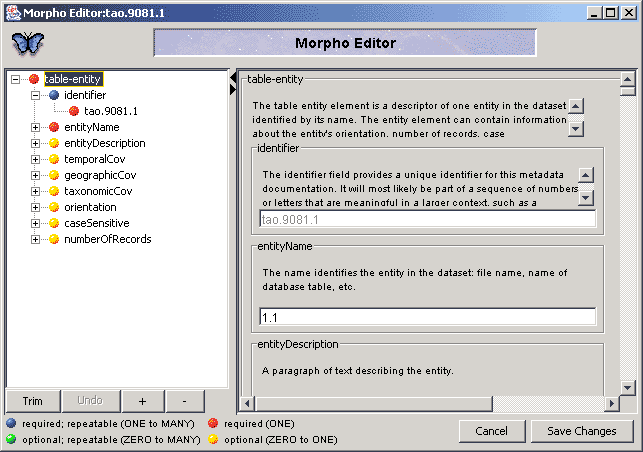 Morpho Editor:tao.9081.1
Morpho Editor
table-entity
identifier
tao.9081.1
entityName
entityDescription
temporalCov
geographicCov
taxonomicCov
orientation
caseSensitive
numberOfRecords
Trim
Undo
+
-
table-entity
The table entity element is a descriptor of one entity in the dataset
identified by its name. The entity element can contain information
about the entity's orientation, number of records, case
identifier
The identifier field provides a unique identifier for this metadata
documentation. It will most likely be part of a sequence of numbers
or letters that are meaningful in a larger context, such as a
tao.9081.1
entityName
The name identifies the entity in the dataset: file name, name of
database table, etc.
1.1
entityDescription
A paragraph of text describing the entity.
required; repeatable (ONE to MANY)
required (ONE)
optional; repeatable (ZERO to MANY)
optional (ZERO to ONE)
Cancel
Save Changes